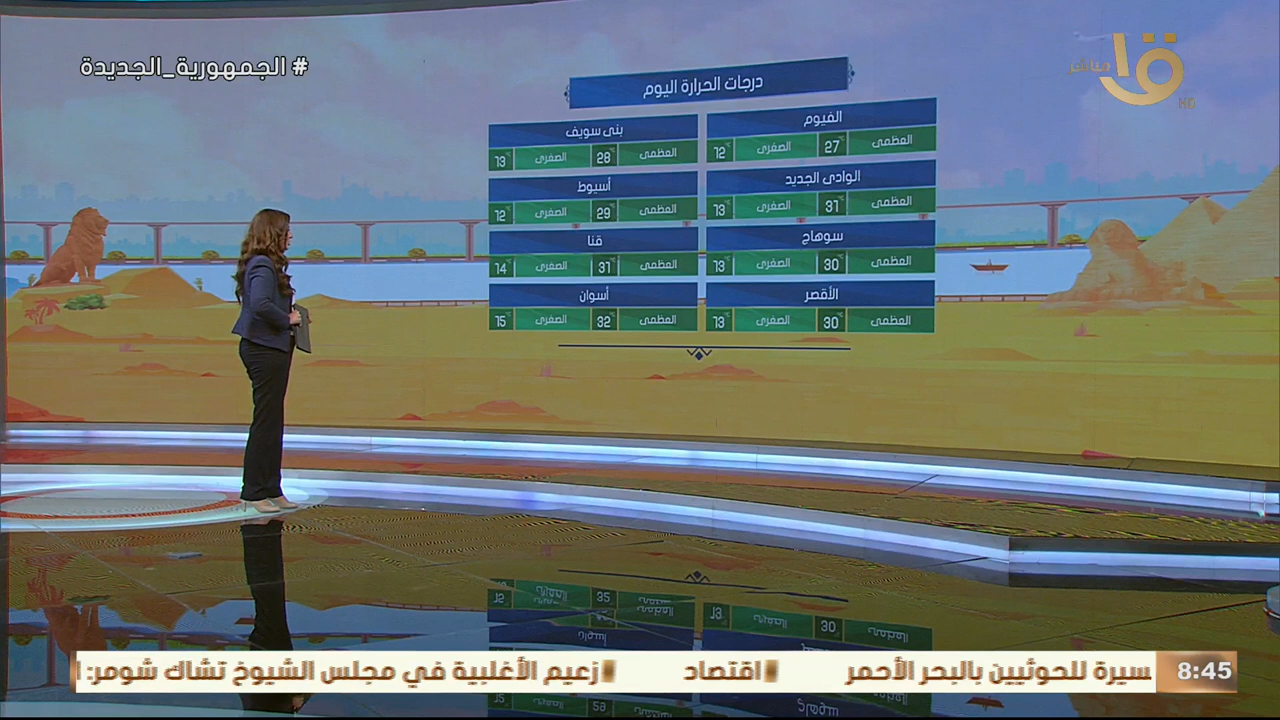 #الجمهورية_الجديدة
مباشر
HD
درجات الحرارة اليوم
الفيوم
العظمى 27 الصغرى 12
بنى سويف
العظمى 28 الصغرى 13
الوادى الجديد
العظمى 31 الصغرى 13
أسيوط
العظمى 29 الصغرى 12
سوهاج
العظمى 30 الصغرى 13
قنا
العظمى 31 الصغرى 14
الأقصر
العظمى 30 الصغرى 13
أسوان
العظمى 32 الصغرى 15
8:45
للحوثيين بالبحر الأحمر اقتصاد زعيم الأغلبية في مجلس الشيوخ تشاك شومر: